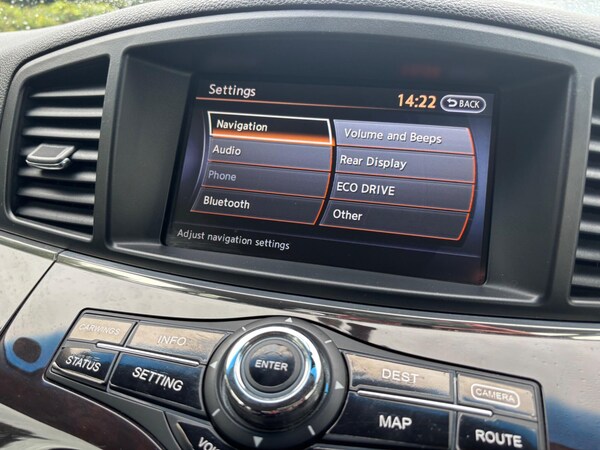 Settings
14:22
BACK
Navigation
Volume and Beeps
Audio
Rear Display
Phone
ECO DRIVE
Bluetooth
Other
Adjust navigation settings
CARWINGS
INFO
STATUS
SETTING
ENTER
DEST
CAMERA
MAP
ROUTE